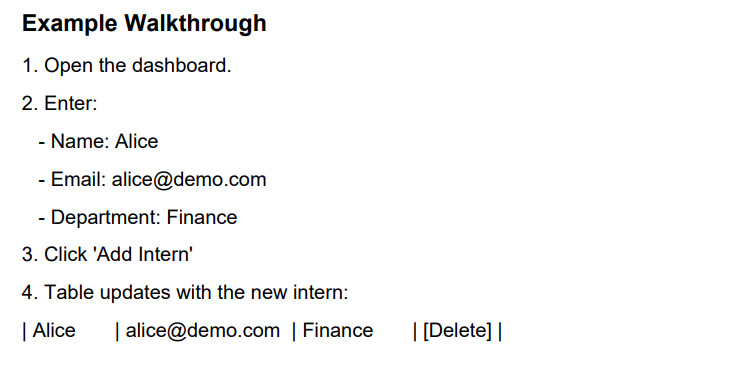 Example Walkthrough
1. Open the dashboard.
2. Enter:
- Name: Alice
- Email: alice@demo.com
- Department: Finance
3. Click 'Add Intern'
4. Table updates with the new intern:
| Alice | alice@demo.com | Finance | [Delete] |